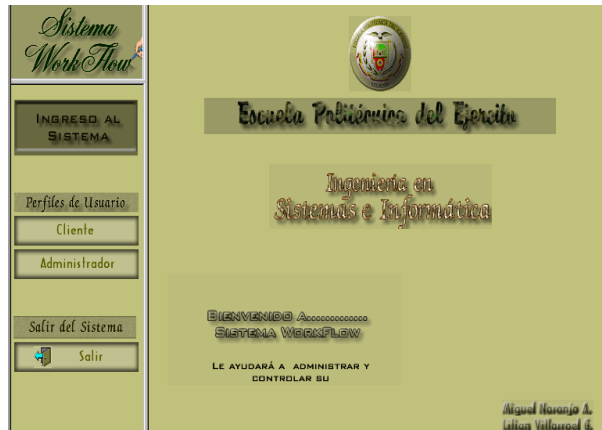 Sistema
WorkFlow
INGRESO AL
SISTEMA
Perfiles de Usuario
Cliente
Administrador
Salir del Sistema
Salir
Escuela Politécnica del Ejercito
Ingeniería en
Sistemas e Informática
BIENVENIDO A..............
SISTEMA WORKFLOW
LE AYUDARÁ A ADMINISTRAR Y
CONTROLAR SU
Miguel Naranjo A.
Lilian Villarroel G.